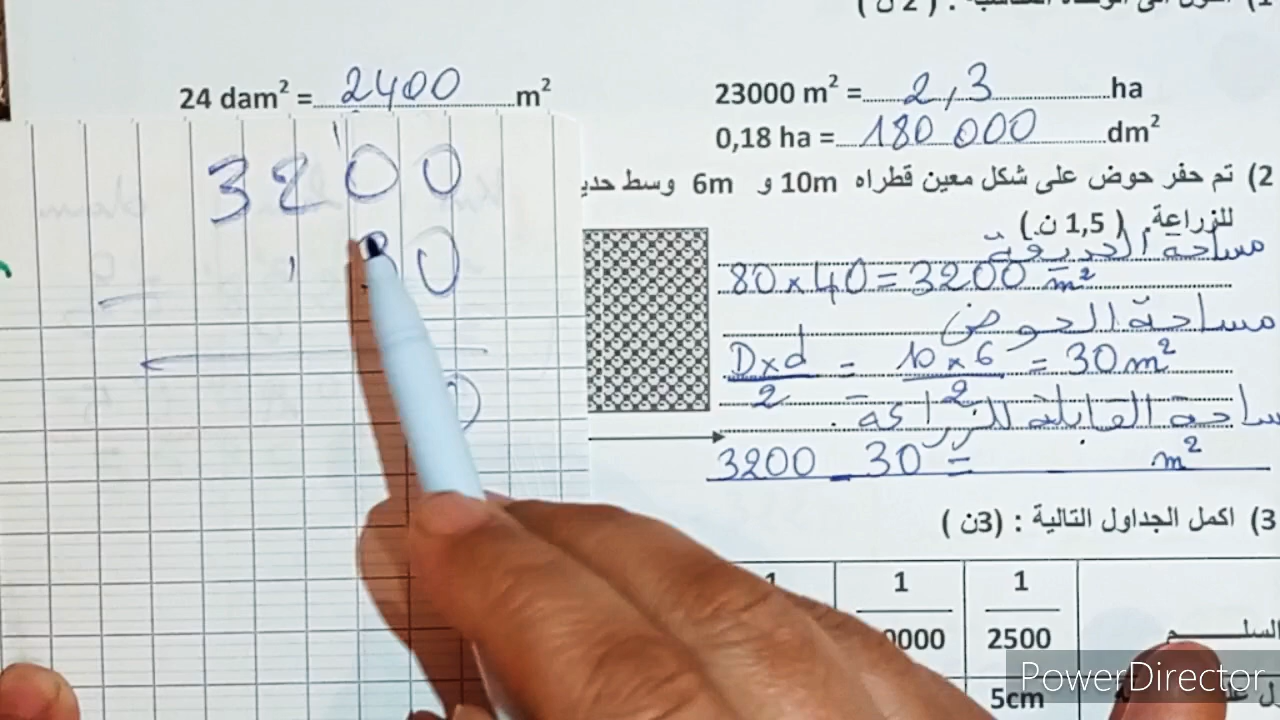 24 dam² = 2400 m²
23000 m² = 2,3 ha
0,18 ha = 180 000 dm²
2) تم حفر حوض على شكل معين قطراه 10m و 6m وسط
للزراعة. ( 1,5 ن)
مساحة الحديقة
80 x 40 = 3200 m²
مساحة الحوض
D x d / 2 = 10 x 6 / 2 = 30 m²
القابلة للزراعة
3200 - 30 = m²
3200
30
0
3) اكمل الجداول التالية : (3ن )
1 1
2500
5cm
PowerDirector